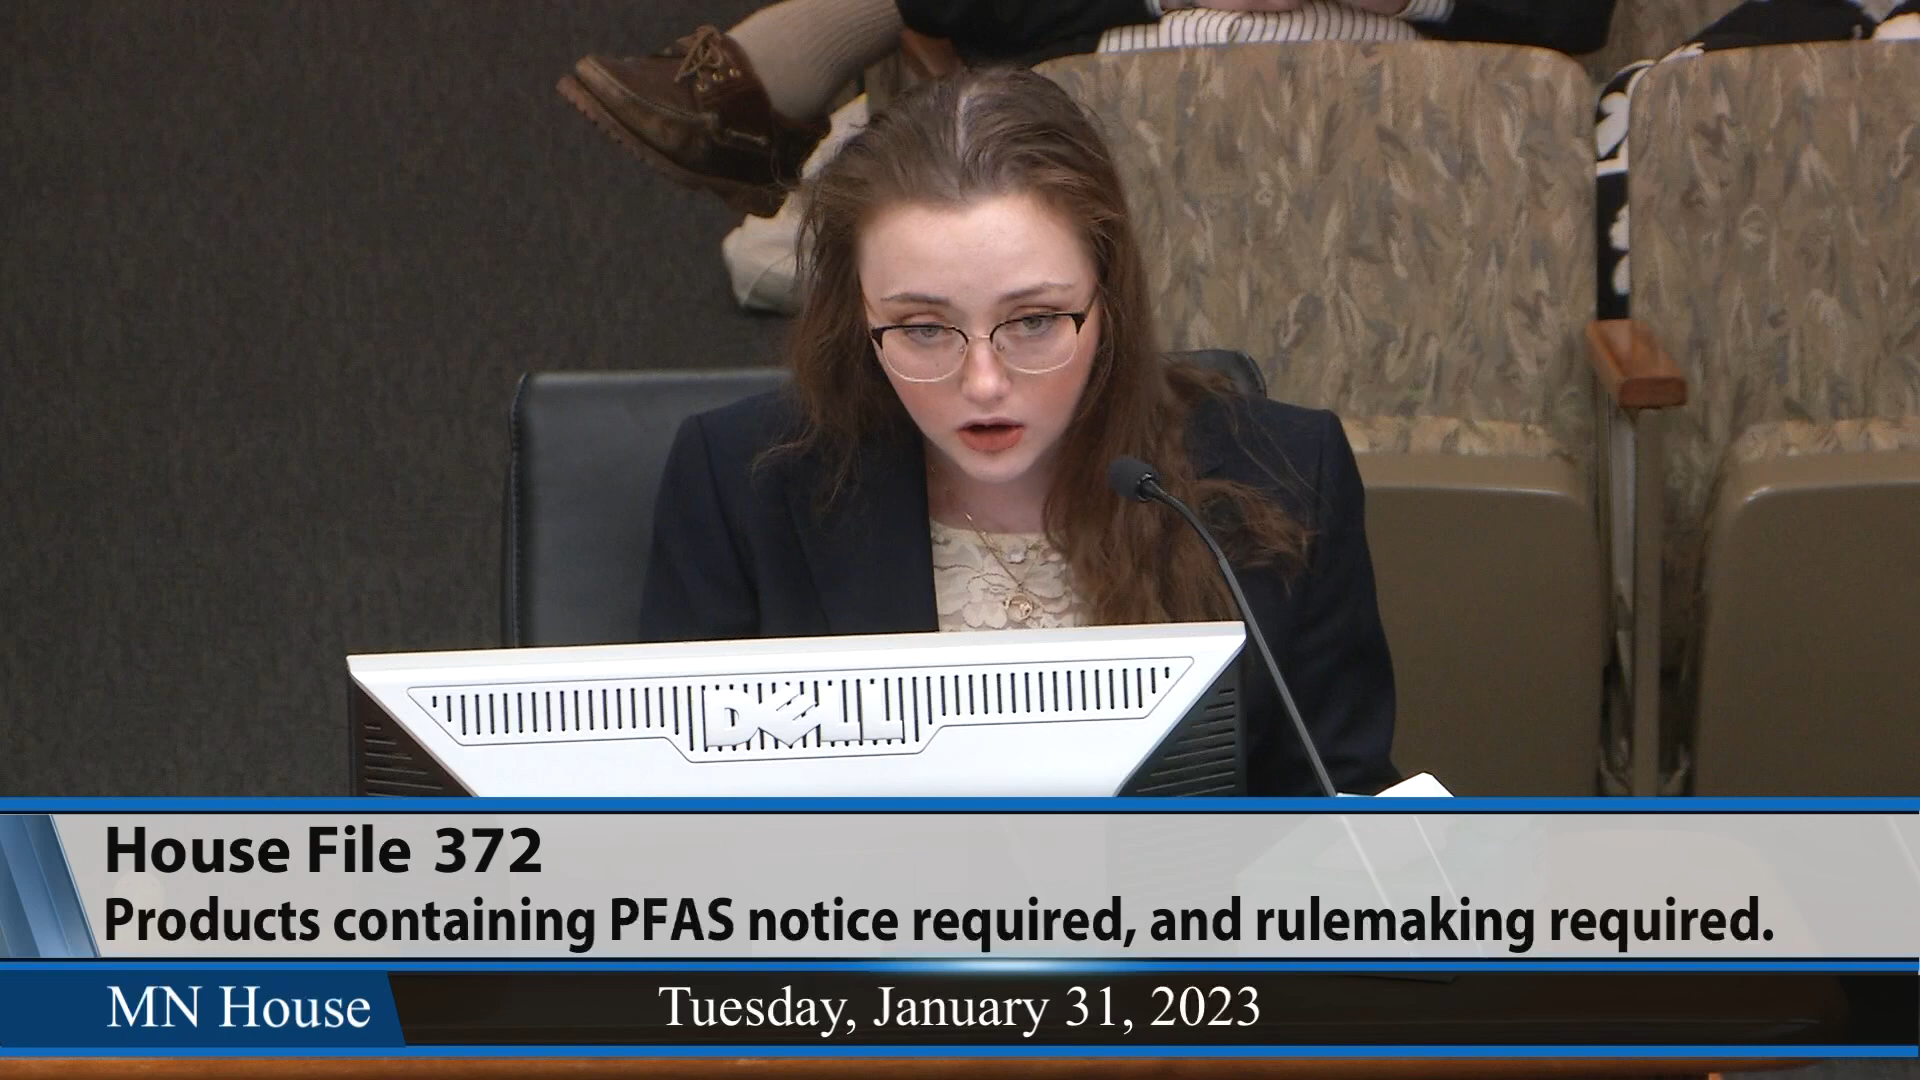 DELL
House File 372
Products containing PFAS notice required, and rulemaking required.
MN House
Tuesday, January 31, 2023